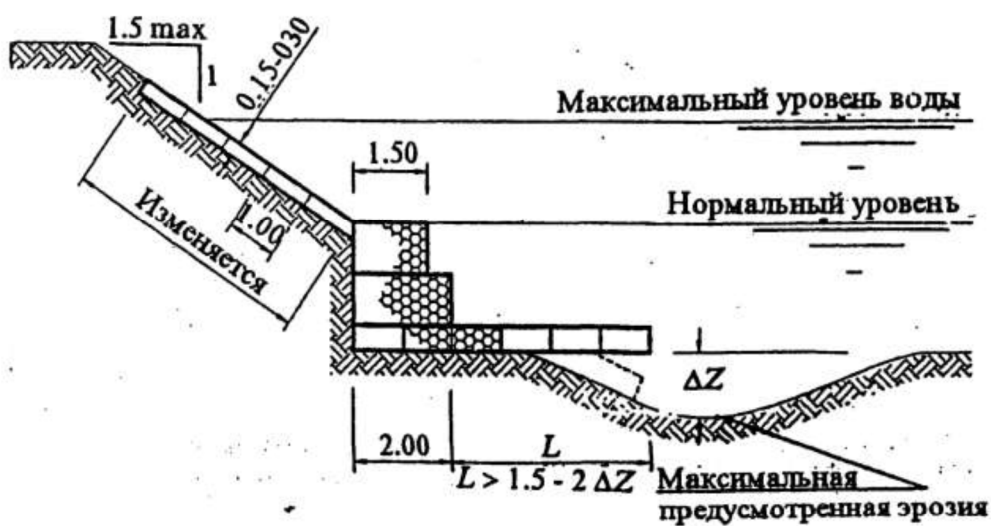 1.5 max
1
0.15-030
Максимальный уровень воды
1.50
Нормальный уровень
1.00
Изменяется
ΔZ
2.00
L
L > 1.5 - 2 ΔZ
Максимальная
предусмотренная эрозия